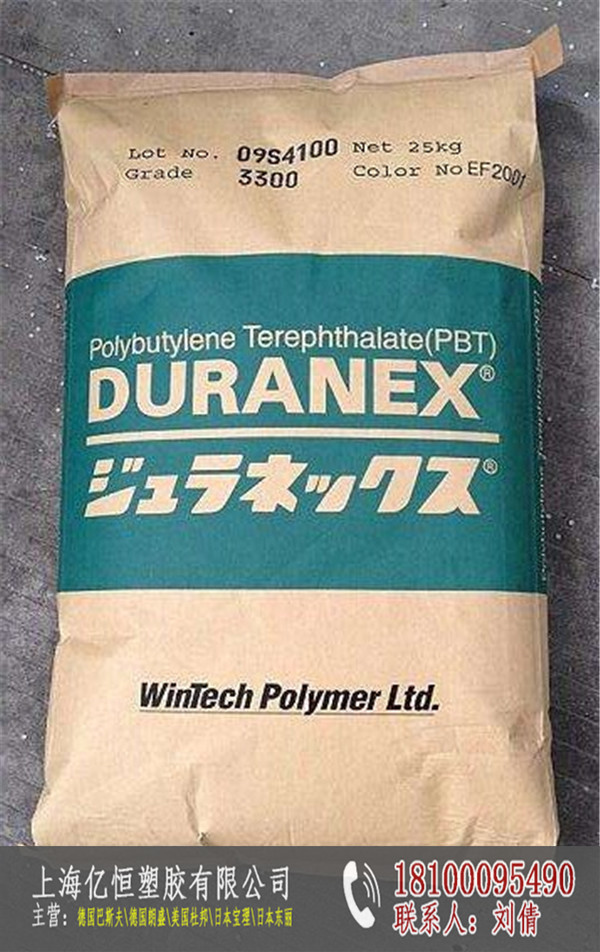 Lot No. 09S4100 Net 25kg
Grade 3300 Color No EF2001
Polybutylene Terephthalate(PBT)
DURANEX®
ジュラネックス®
WinTech Polymer Ltd.
上海亿恒塑胶有限公司
主营:德国巴斯夫\德国朗盛\美国杜邦\日本宝理\日本东丽
18100095490
联系人:刘倩